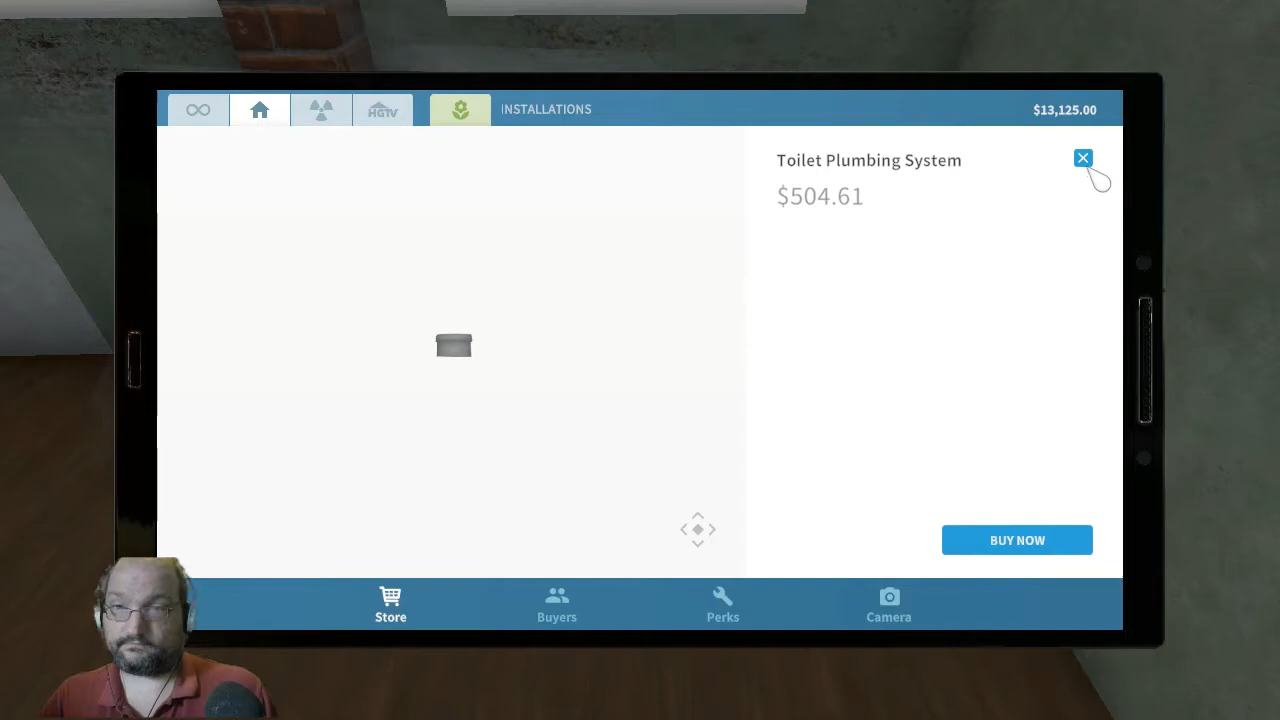 HGTV
INSTALLATIONS
$13,125.00
Toilet Plumbing System
$504.61
BUY NOW
Store
Buyers
Perks
Camera